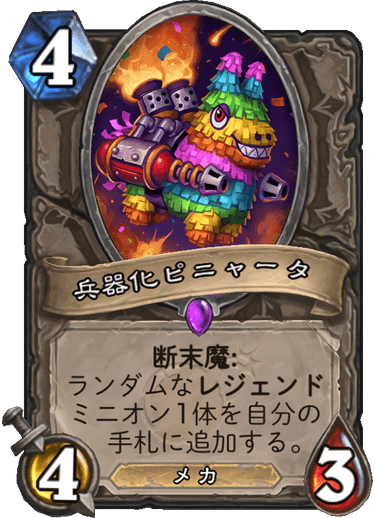 4
兵器化ピニャータ
断末魔:
ランダムなレジェンド
ミニオン1体を自分の
手札に追加する。
メカ
4
3